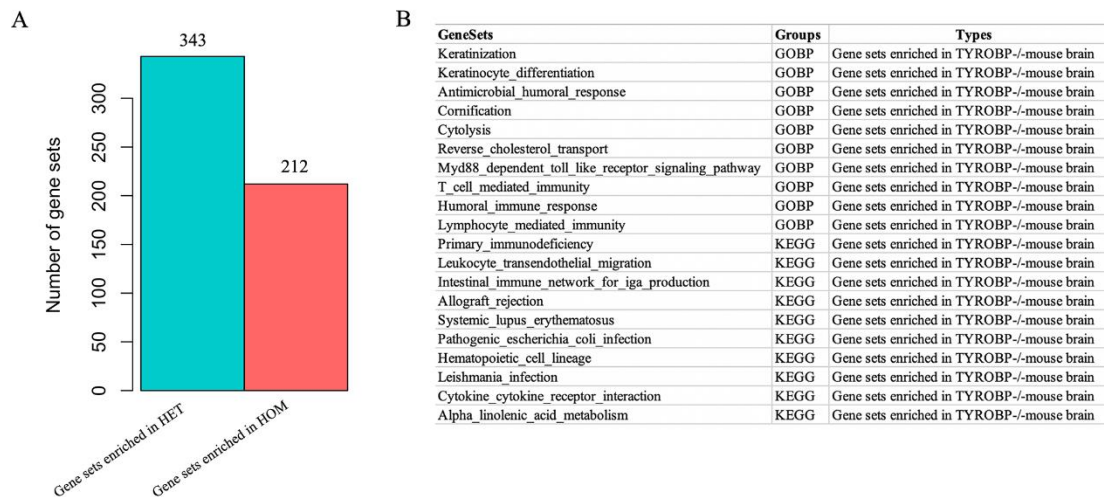 A
343
212
Number of gene sets
300
250
200
150
100
50
0
Gene sets enriched in HET
Gene sets enriched in HOM
B
GeneSets Groups Types
Keratinization GOBP Gene sets enriched in TYROBP-/-mouse brain
Keratinocyte_differentiation GOBP Gene sets enriched in TYROBP-/-mouse brain
Antimicrobial_humoral_response GOBP Gene sets enriched in TYROBP-/-mouse brain
Cornification GOBP Gene sets enriched in TYROBP-/-mouse brain
Cytolysis GOBP Gene sets enriched in TYROBP-/-mouse brain
Reverse_cholesterol_transport GOBP Gene sets enriched in TYROBP-/-mouse brain
Myd88_dependent_toll_like_receptor_signaling_pathway GOBP Gene sets enriched in TYROBP-/-mouse brain
T_cell_mediated_immunity GOBP Gene sets enriched in TYROBP-/-mouse brain
Humoral_immune_response GOBP Gene sets enriched in TYROBP-/-mouse brain
Lymphocyte_mediated_immunity GOBP Gene sets enriched in TYROBP-/-mouse brain
Primary_immunodeficiency KEGG Gene sets enriched in TYROBP-/-mouse brain
Leukocyte_transendothelial_migration KEGG Gene sets enriched in TYROBP-/-mouse brain
Intestinal_immune_network_for_iga_production KEGG Gene sets enriched in TYROBP-/-mouse brain
Allograft_rejection KEGG Gene sets enriched in TYROBP-/-mouse brain
Systemic_lupus_erythematosus KEGG Gene sets enriched in TYROBP-/-mouse brain
Pathogenic_escherichia_coli_infection KEGG Gene sets enriched in TYROBP-/-mouse brain
Hematopoietic_cell_lineage KEGG Gene sets enriched in TYROBP-/-mouse brain
Leishmania_infection KEGG Gene sets enriched in TYROBP-/-mouse brain
Cytokine_cytokine_receptor_interaction KEGG Gene sets enriched in TYROBP-/-mouse brain
Alpha_linolenic_acid_metabolism KEGG Gene sets enriched in TYROBP-/-mouse brain